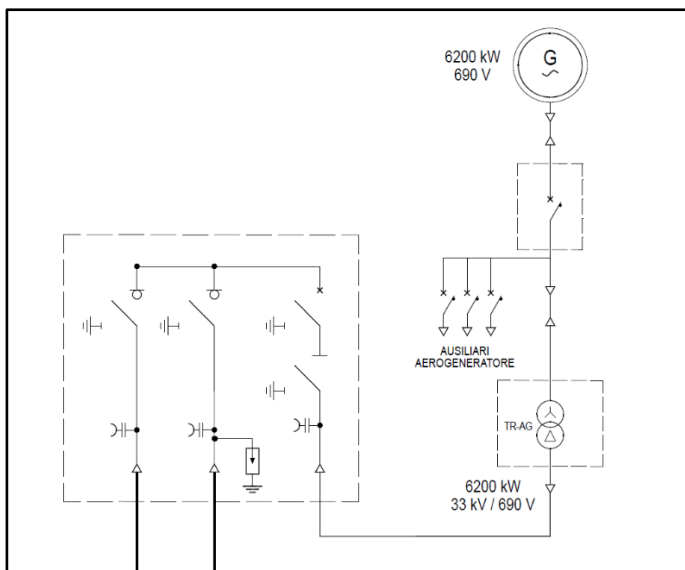 6200 kW
690 V
G
AUSILIARI
AEROGENERATORE
TR-AG
6200 kW
33 kV / 690 V